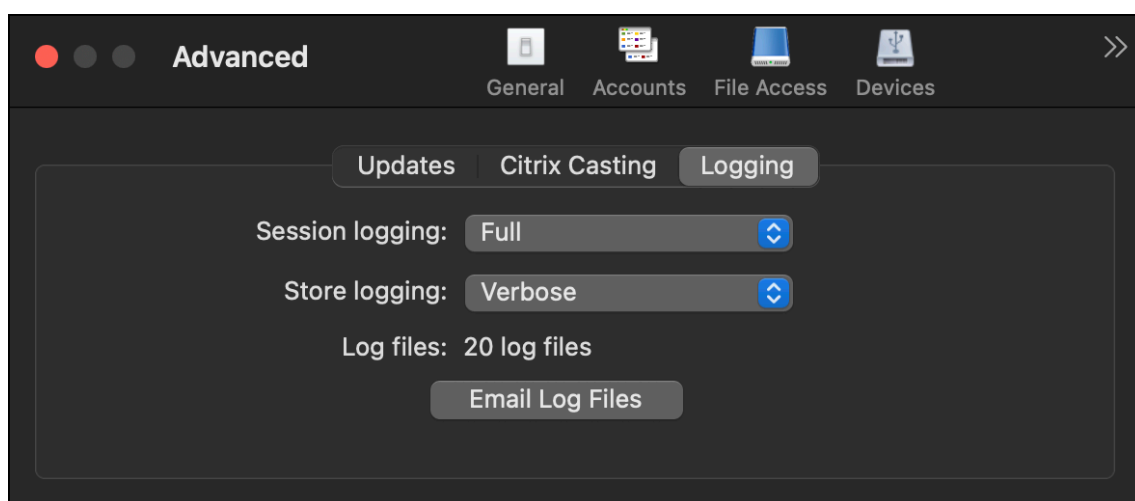 Advanced
General Accounts File Access Devices
Updates Citrix Casting Logging
Session logging: Full
Store logging: Verbose
Log files: 20 log files
Email Log Files